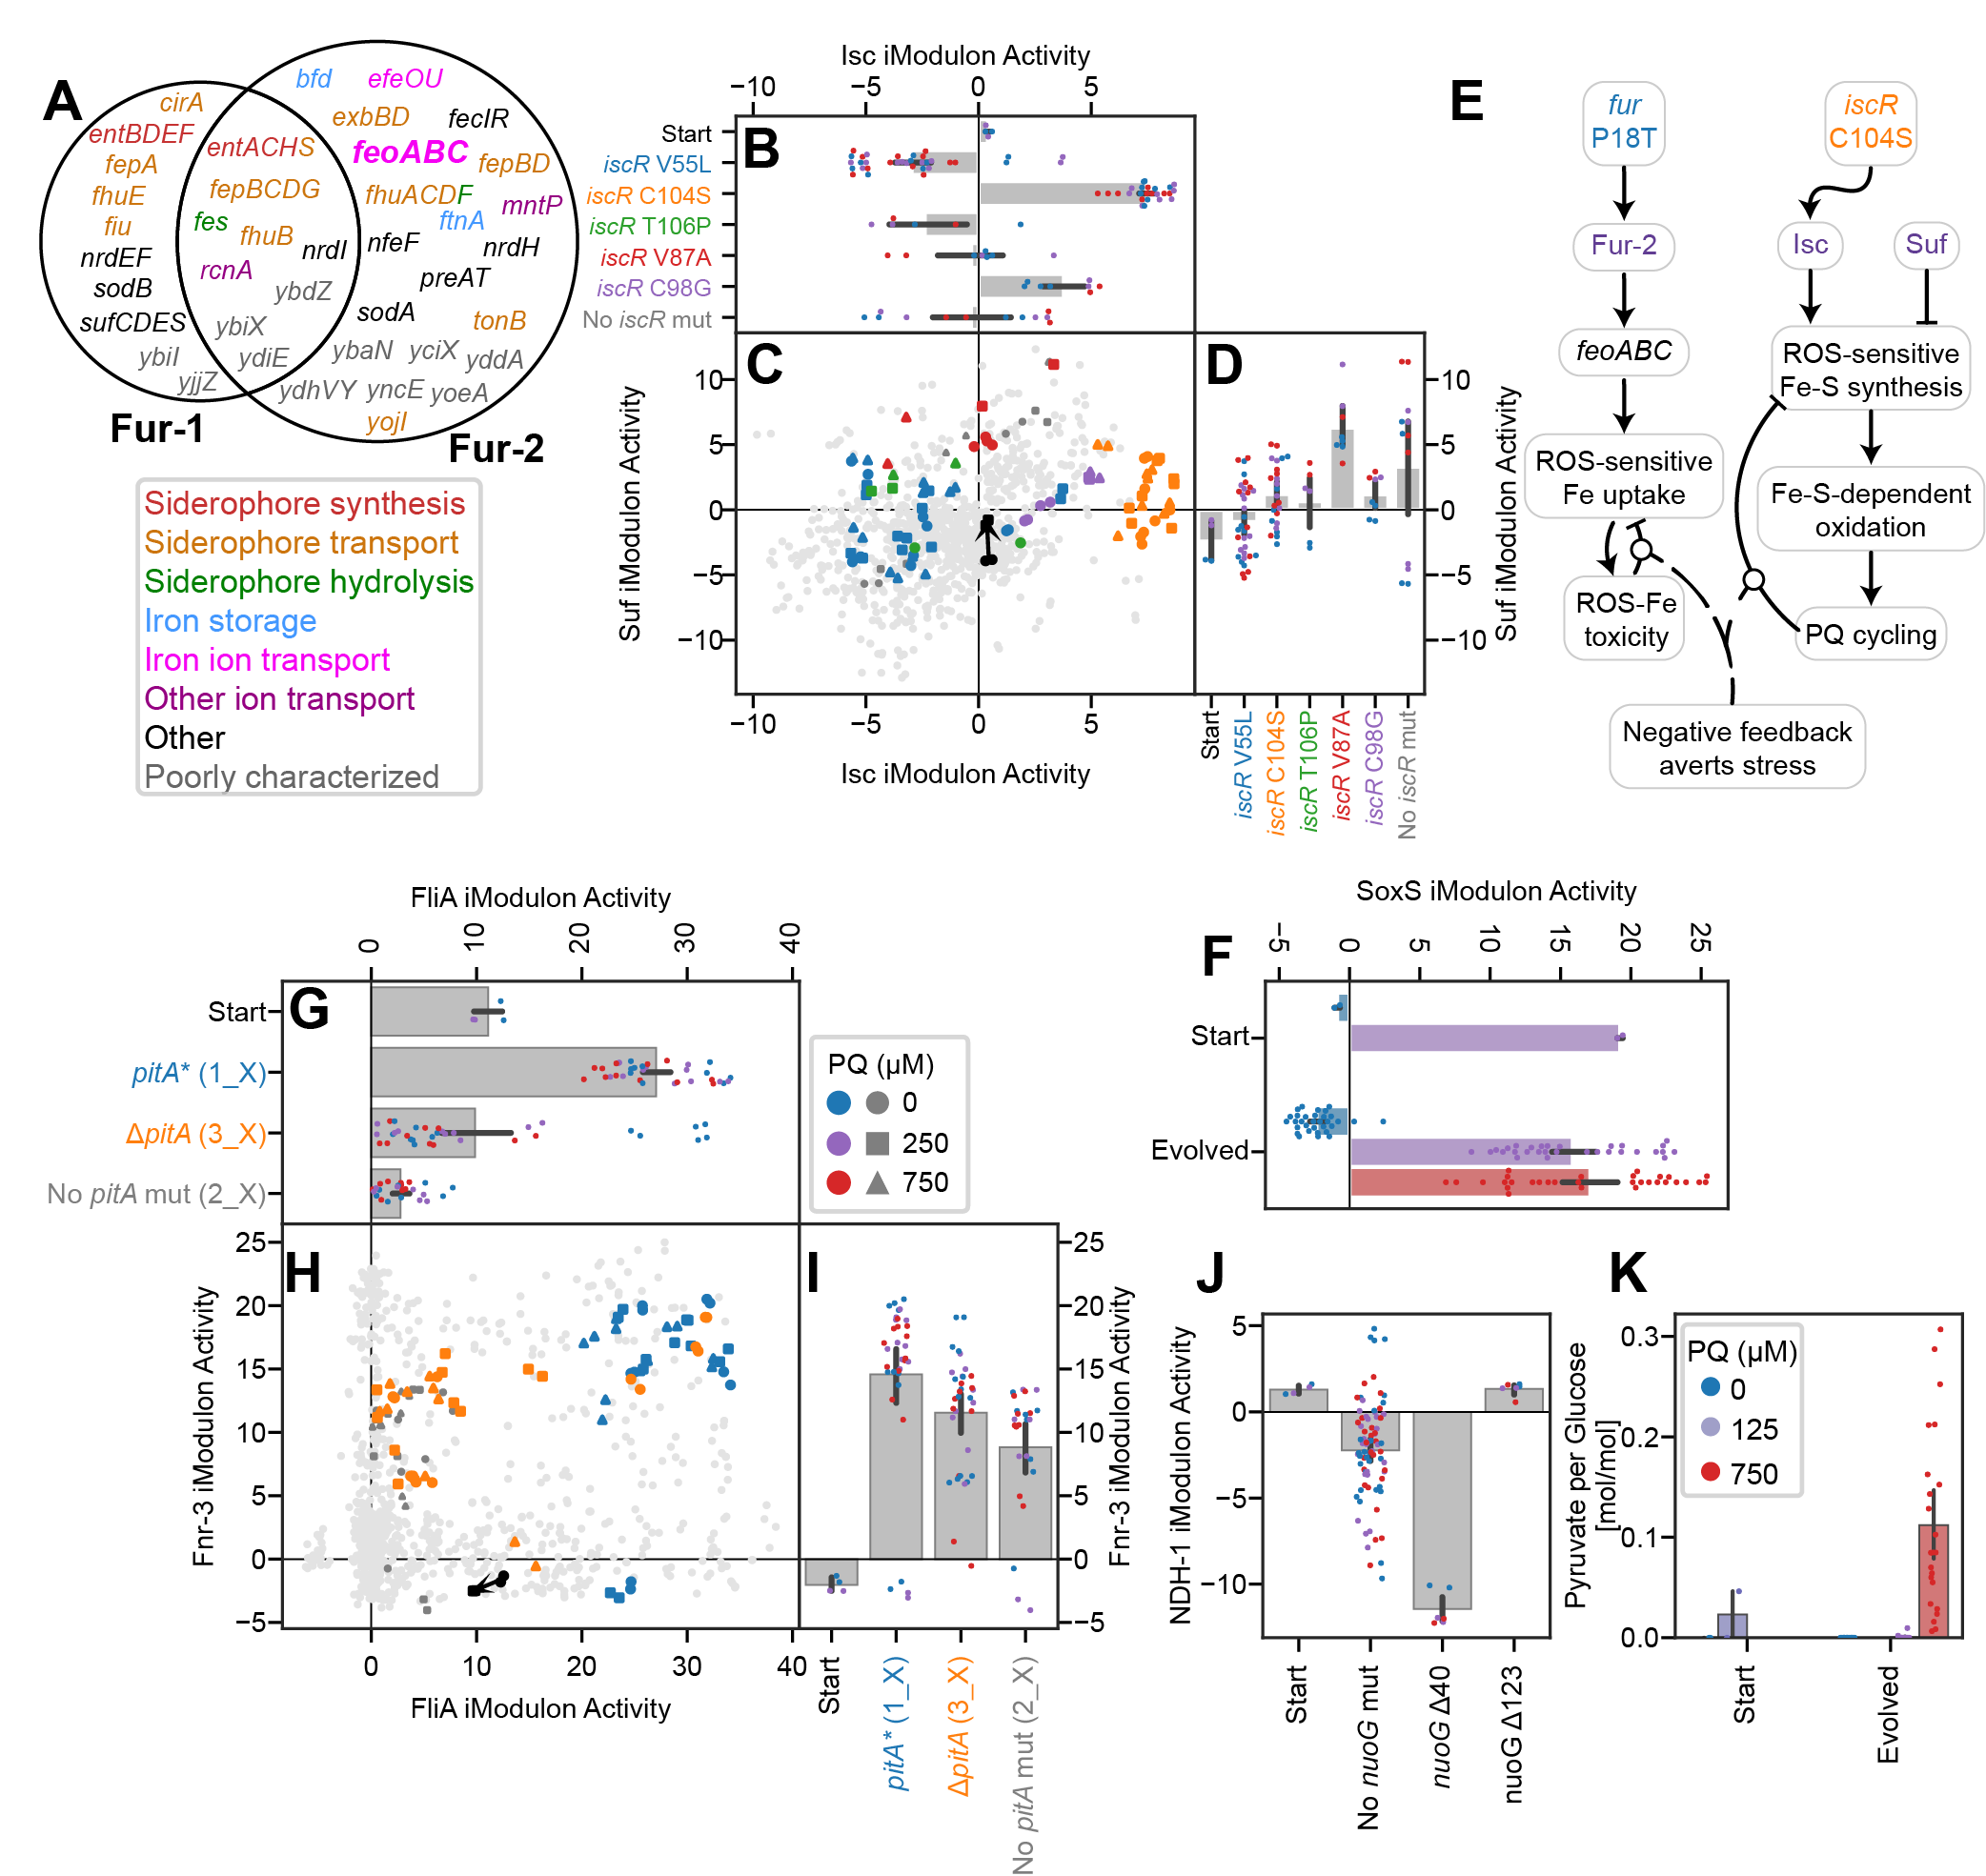 A
cirA
entBDEF
fepA
fhuE
fiu
nrdEF
sodB
sufCDES
ybiI
yjjZ
entACHS
fepBCDG
fes
fhuB
nrdI
rcnA
ybdZ
ybiX
ydiE
bfd
efeOU
exbBD
fecIR
feoABC
fepBD
fhuACDF
mntP
ftnA
nfeF
nrdH
preAT
sodA
tonB
ybaN
yciX
yddA
ydhVY
yncE
yoeA
yojI
Fur-1
Fur-2
Siderophore synthesis
Siderophore transport
Siderophore hydrolysis
Iron storage
Iron ion transport
Other ion transport
Other
Poorly characterized
Isc iModulon Activity
−10 −5 0 5
B
Start
iscR V55L
iscR C104S
iscR T106P
iscR V87A
iscR C98G
No iscR mut
C
Suf iModulon Activity
10
5
0
−5
−10
−10 −5 0 5
Isc iModulon Activity
D
10
5
0
−5
−10
Suf iModulon Activity
Start
iscR V55L
iscR C104S
iscR T106P
iscR V87A
iscR C98G
No iscR mut
E
fur
P18T
Fur-2
feoABC
ROS-sensitive
Fe uptake
ROS-Fe
toxicity
iscR
C104S
Isc
Suf
ROS-sensitive
Fe-S synthesis
Fe-S-dependent
oxidation
PQ cycling
Negative feedback
averts stress
SoxS iModulon Activity
F
−5 0 5 10 15 20 25
Start
Evolved
FliA iModulon Activity
0 10 20 30 40
G
Start
pitA* (1_X)
ΔpitA (3_X)
No pitA mut (2_X)
PQ (μM)
0
250
750
H
Fnr-3 iModulon Activity
25
20
15
10
5
0
−5
0 10 20 30 40
FliA iModulon Activity
I
25
20
15
10
5
0
−5
Fnr-3 iModulon Activity
Start
pitA* (1_X)
ΔpitA (3_X)
No pitA mut (2_X)
J
NDH-1 iModulon Activity
5
0
−5
−10
Start
No nuoG mut
nuoG Δ40
nuoG Δ123
K
Pyruvate per Glucose
[mol/mol]
0.3
0.2
0.1
0.0
PQ (μM)
0
125
750
Start
Evolved